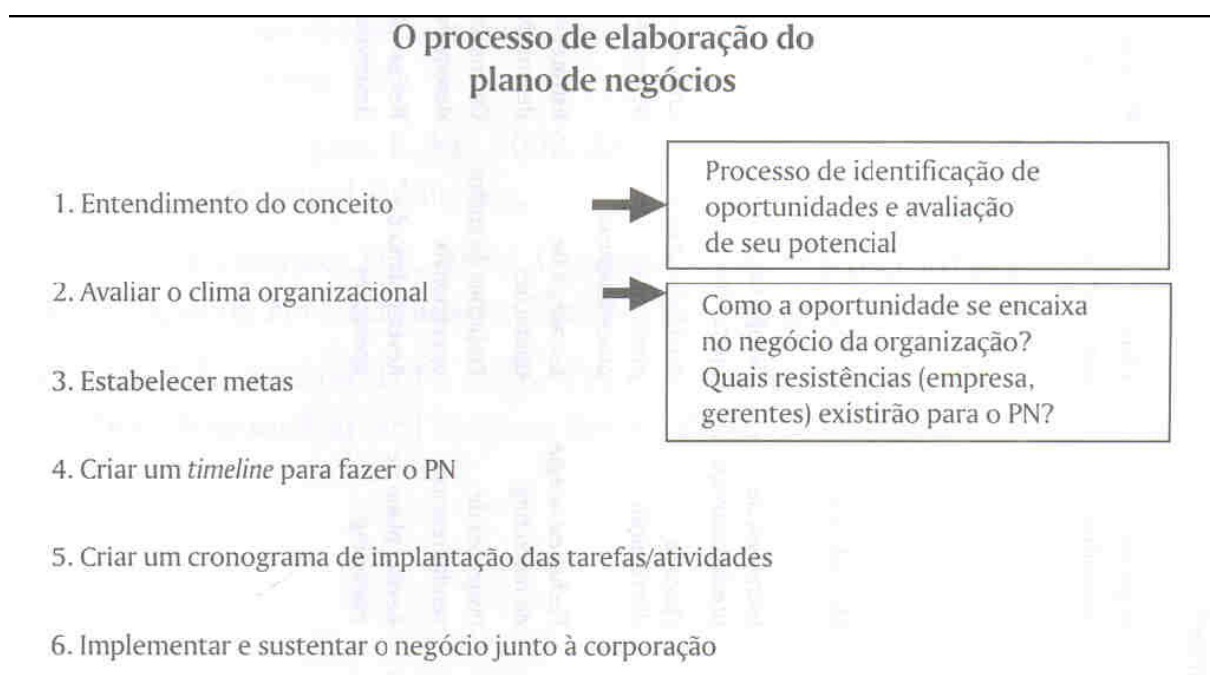 O processo de elaboração do
plano de negócios
1. Entendimento do conceito
Processo de identificação de
oportunidades e avaliação
de seu potencial
2. Avaliar o clima organizacional
Como a oportunidade se encaixa
no negócio da organização?
Quais resistências (empresa,
gerentes) existirão para o PN?
3. Estabelecer metas
4. Criar um timeline para fazer o PN
5. Criar um cronograma de implantação das tarefas/atividades
6. Implementar e sustentar o negócio junto à corporação